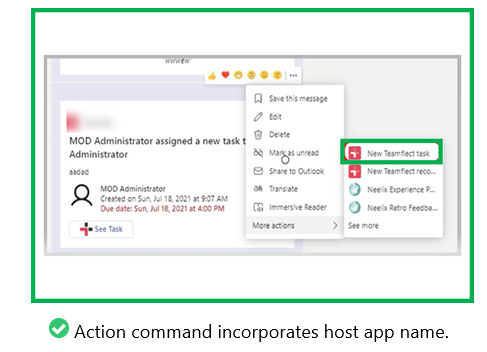 wwwew
Save this message
Edit
Delete
Mark as unread
Share to Outlook
Translate
Immersive Reader
More actions
New Teamflect task
New Teamflect reco...
Neelix Experience P...
Neelix Retro Feedba...
See more
MOD Administrator assigned a new task t
Administrator
aadad
MOD Administrator
Created on Sun, Jul 18, 2021 at 9:07 AM
Due date: Sun, Jul 18, 2021 at 4:00 PM
See Task
Action command incorporates host app name.